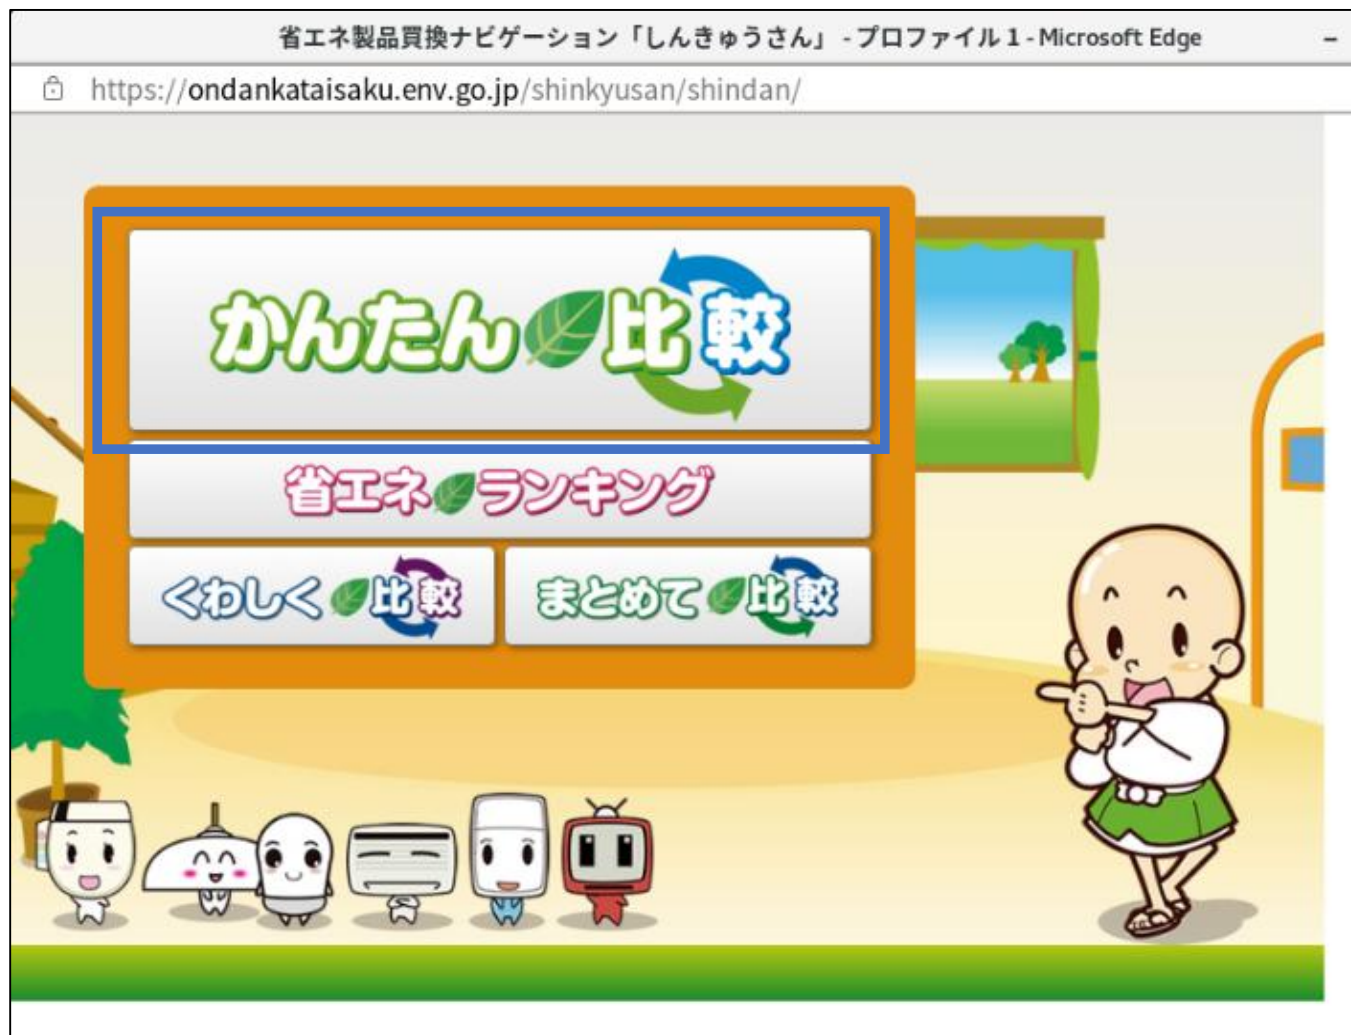 省エネ製品買換ナビゲーション「しんきゅうさん」 - プロファイル 1 - Microsoft Edge
https://ondankataisaku.env.go.jp/shinkyusan/shindan/
かんたん比較
省エネランキング
くわしく比較 まとめて比較